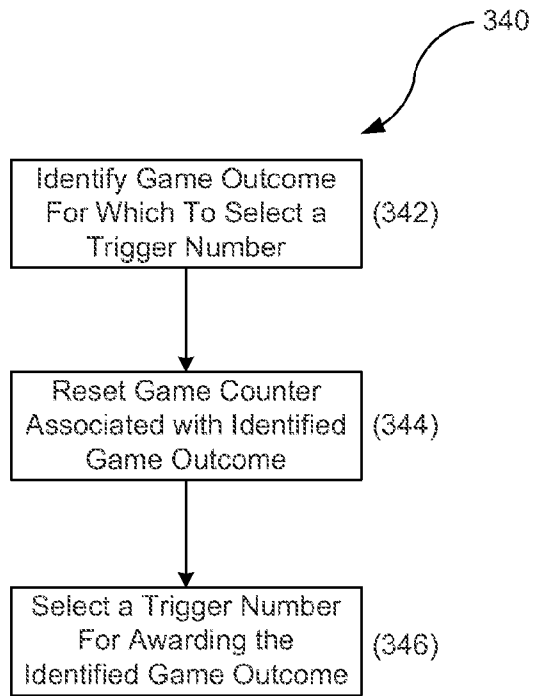 340
Identify Game Outcome
For Which To Select a
Trigger Number
(342)
Reset Game Counter
Associated with Identified
Game Outcome
(344)
Select a Trigger Number
For Awarding the
Identified Game Outcome
(346)